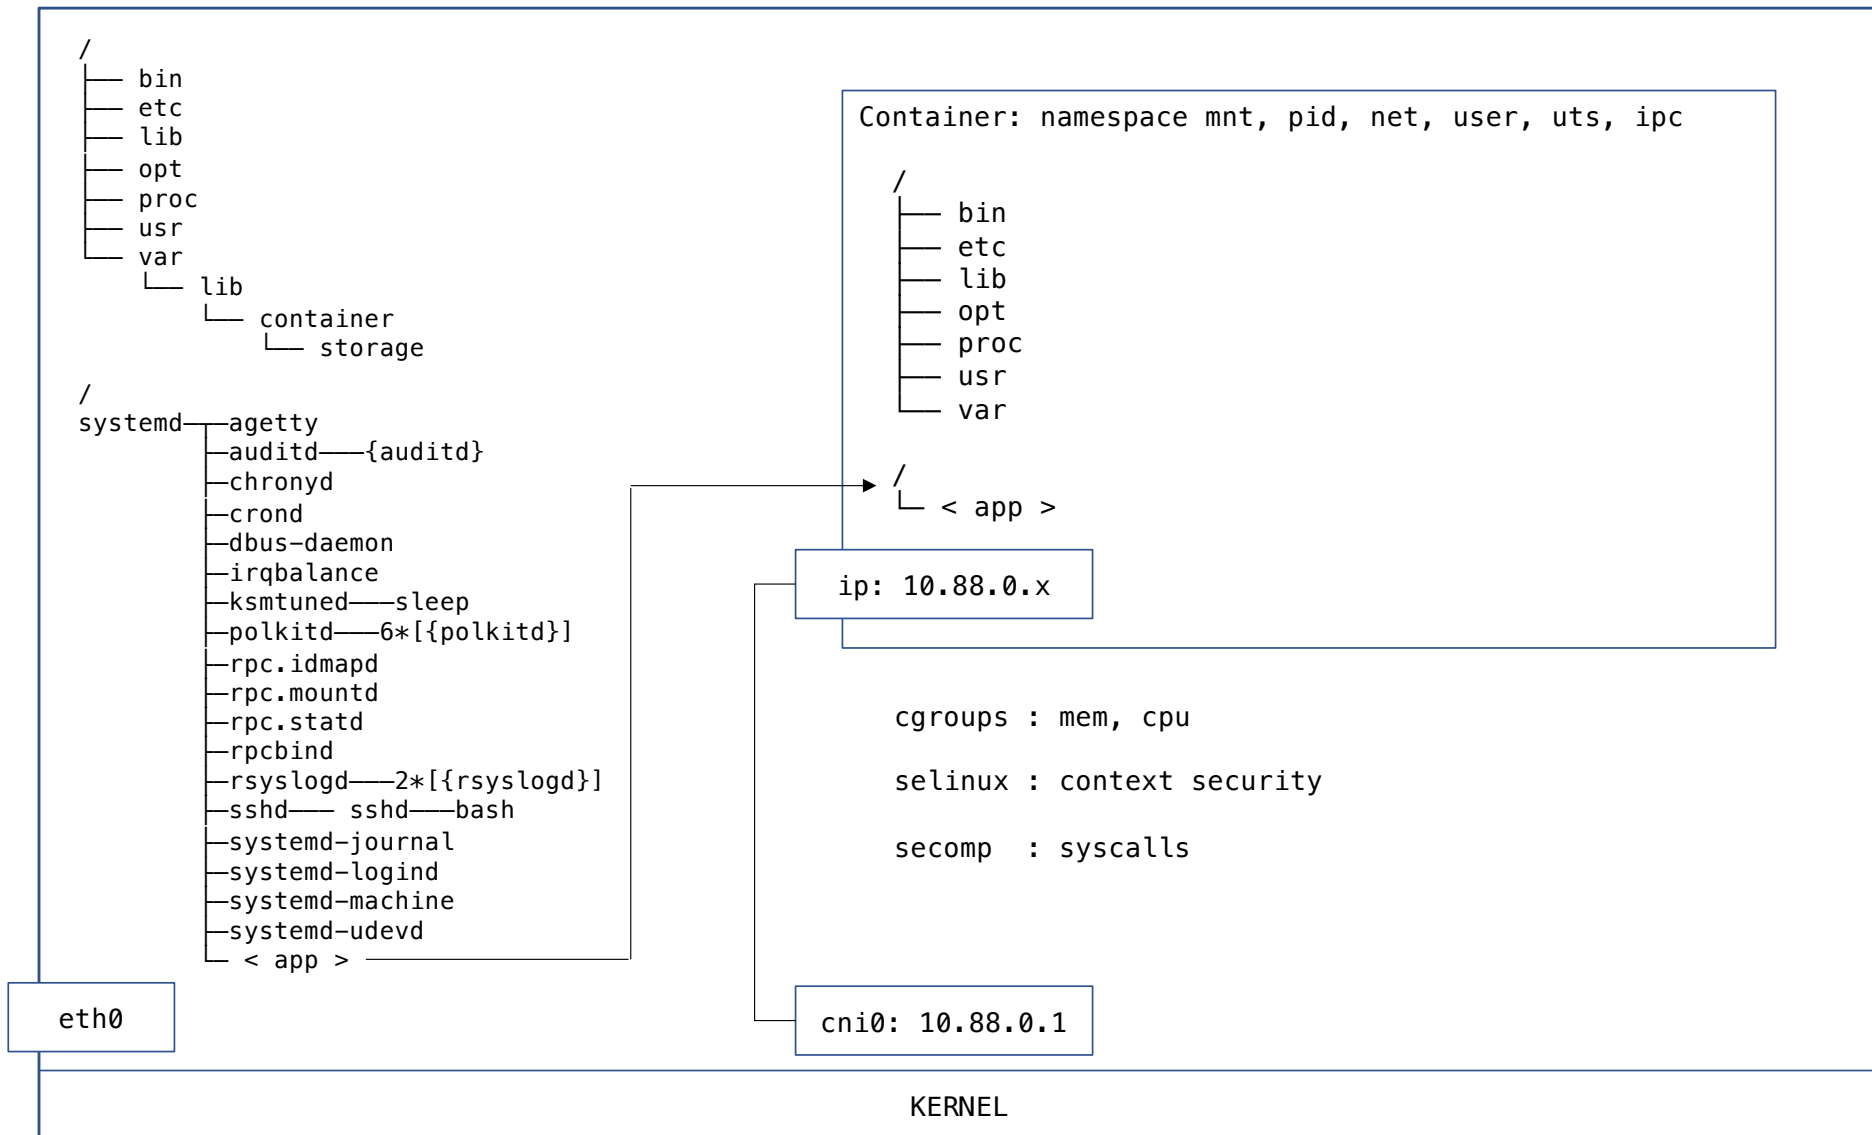 /
├── bin
├── etc
├── lib
├── opt
├── proc
├── usr
└── var
    └── lib
        └── container
            └── storage
/
systemd─┬─agetty
        ├─auditd───{auditd}
        ├─chronyd
        ├─crond
        ├─dbus-daemon
        ├─irqbalance
        ├─ksmtuned───sleep
        ├─polkitd───6*[{polkitd}]
        ├─rpc.idmapd
        ├─rpc.mountd
        ├─rpc.statd
        ├─rpcbind
        ├─rsyslogd───2*[{rsyslogd}]
        ├─sshd─── sshd───bash
        ├─systemd-journal
        ├─systemd-logind
        ├─systemd-machine
        ├─systemd-udevd
        └─ < app >
eth0
Container: namespace mnt, pid, net, user, uts, ipc
/
├── bin
├── etc
├── lib
├── opt
├── proc
├── usr
└── var
/
└─ < app >
ip: 10.88.0.x
cgroups : mem, cpu
selinux : context security
secomp  : syscalls
cni0: 10.88.0.1
KERNEL